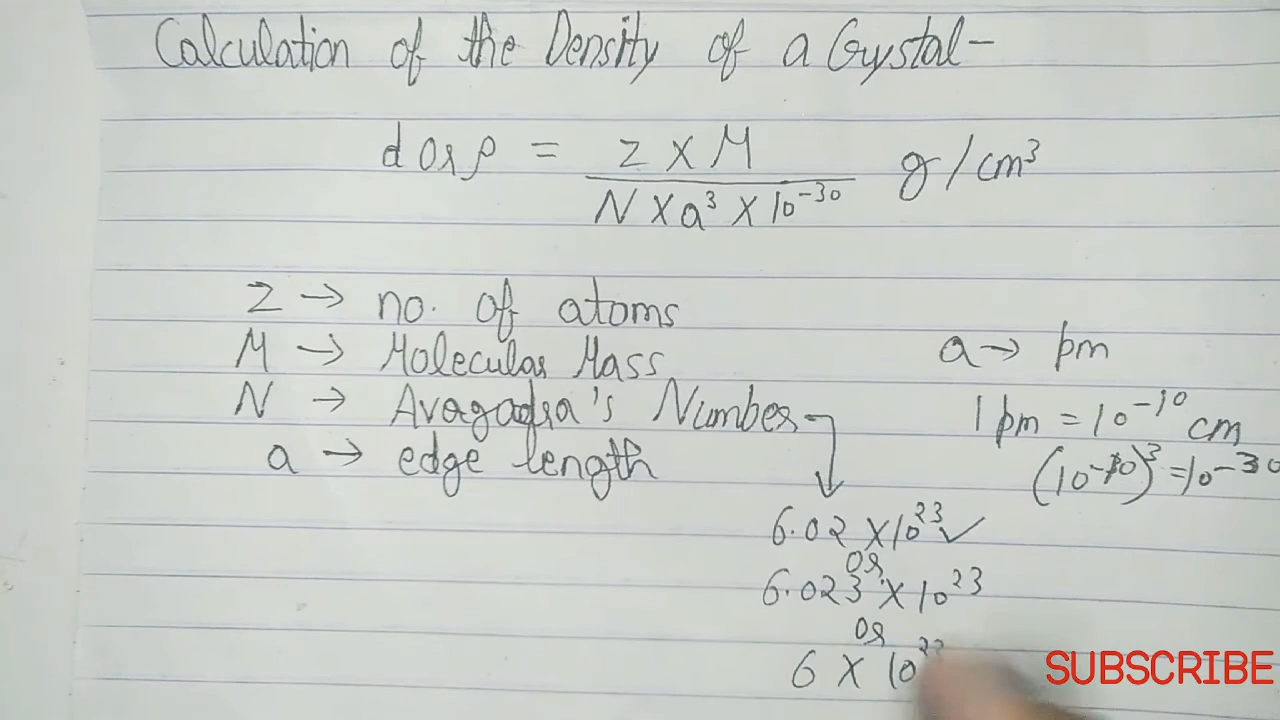 Calculation of the Density of a Crystal-
d or ρ = Z X M / N X a³ X 10⁻³⁰ g/cm³
Z → no. of atoms
M → Molecular Mass
N → Avagadra's Number
a → edge length
a → pm
1 pm = 10⁻¹⁰ cm
(10⁻¹⁰)³ = 10⁻³⁰
6.02 X 10²³ ✓
or
6.023 X 10²³
or
6 X 10²³
SUBSCRIBE